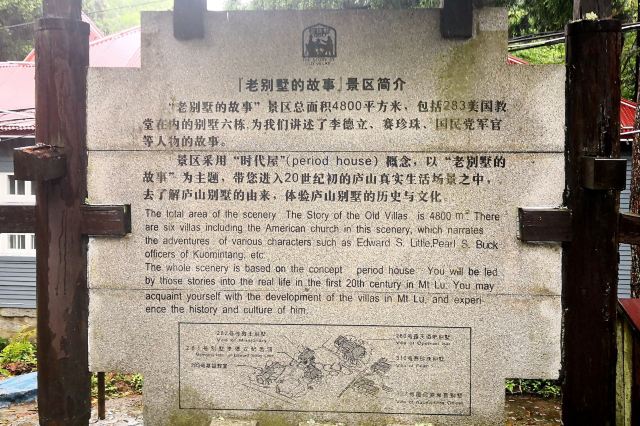 「老别墅的故事」景区简介
“老别墅的故事”景区总面积4800平方米，包括283美国教
堂在内的别墅六栋，为我们讲述了李德立、赛珍珠、国民党军官
等人物的故事。
景区采用“时代屋”(period house）概念，以“老别墅的
故事”为主题，带您进入20世纪初的庐山真实生活场景之中，
去了解庐山别墅的由来，体验庐山别墅的历史与文化。
The total area of the scenery The Story of the Old Villas is 4800 m². There
are six villas including the American church in this scenery, which narrates
the adventures of various characters such as Edward S. Little,Pearl S. Buck
officers of Kuomintang, etc.
The whole scenery is based on the concept period house You will be led
by those stories into the real life in the first 20th century in Mt Lu. You may
acquaint yourself with the development of the villas in Mt Lu, and experi-
ence the history and culture of him.